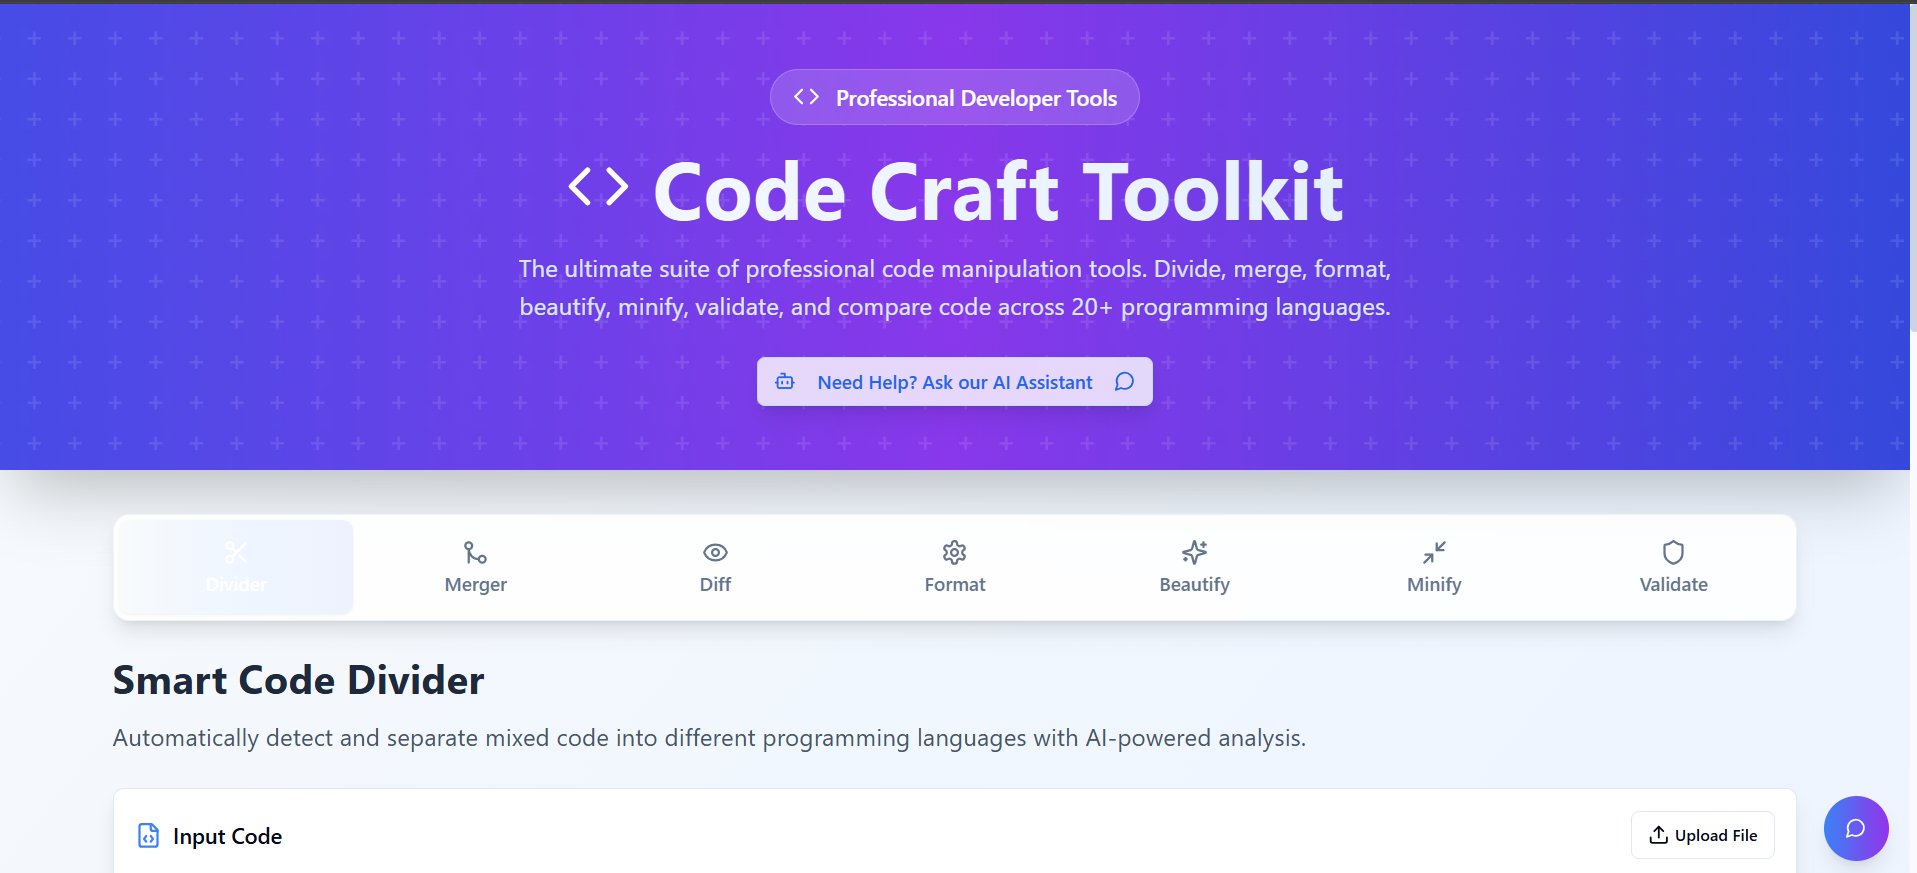 Professional Developer Tools
Code Craft Toolkit
The ultimate suite of professional code manipulation tools. Divide, merge, format,
beautify, minify, validate, and compare code across 20+ programming languages.
Need Help? Ask our AI Assistant
Divider
Merger
Diff
Format
Beautify
Minify
Validate
Smart Code Divider
Automatically detect and separate mixed code into different programming languages with AI-powered analysis.
Input Code
Upload File